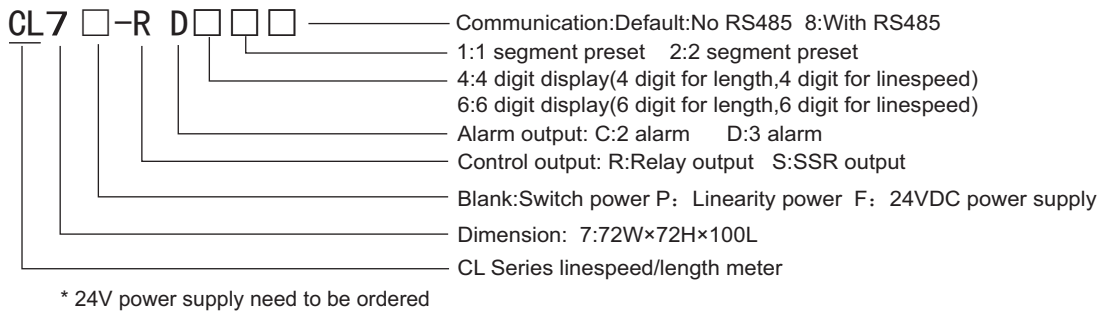 CL7 □-R D□ □ □
Communication:Default:No RS485 8:With RS485
1:1 segment preset 2:2 segment preset
4:4 digit display(4 digit for length,4 digit for linespeed)
6:6 digit display(6 digit for length,6 digit for linespeed)
Alarm output: C:2 alarm D:3 alarm
Control output: R:Relay output S:SSR output
Blank:Switch power P：Linearity power F：24VDC power supply
Dimension: 7:72W×72H×100L
CL Series linespeed/length meter
* 24V power supply need to be ordered